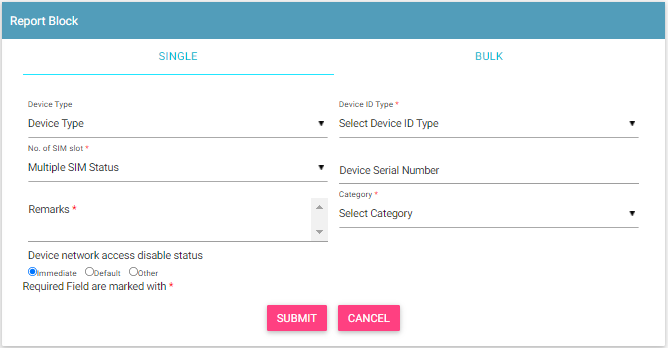 Report Block
SINGLE
BULK
Device Type
Device Type
Device ID Type *
Select Device ID Type
No. of SIM slot *
Multiple SIM Status
Device Serial Number
Remarks *
Category *
Select Category
Device network access disable status
Immediate Default Other
Required Field are marked with *
SUBMIT CANCEL